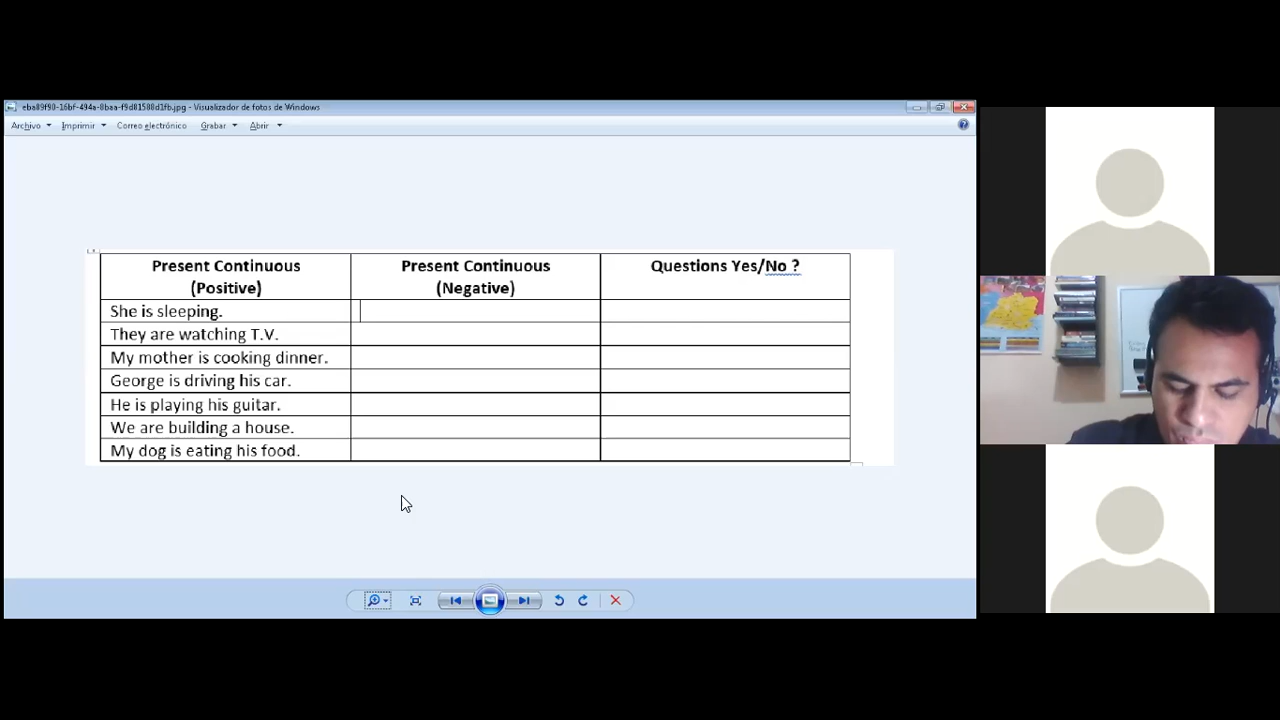 eba89f90-16bf-494a-8baa-f9d81588d1fb.jpg - Visualizador de fotos de Windows
Archivo Imprimir Correo electrónico Grabar Abrir
Present Continuous (Positive)
Present Continuous (Negative)
Questions Yes/No ?
She is sleeping.
They are watching T.V.
My mother is cooking dinner.
George is driving his car.
He is playing his guitar.
We are building a house.
My dog is eating his food.